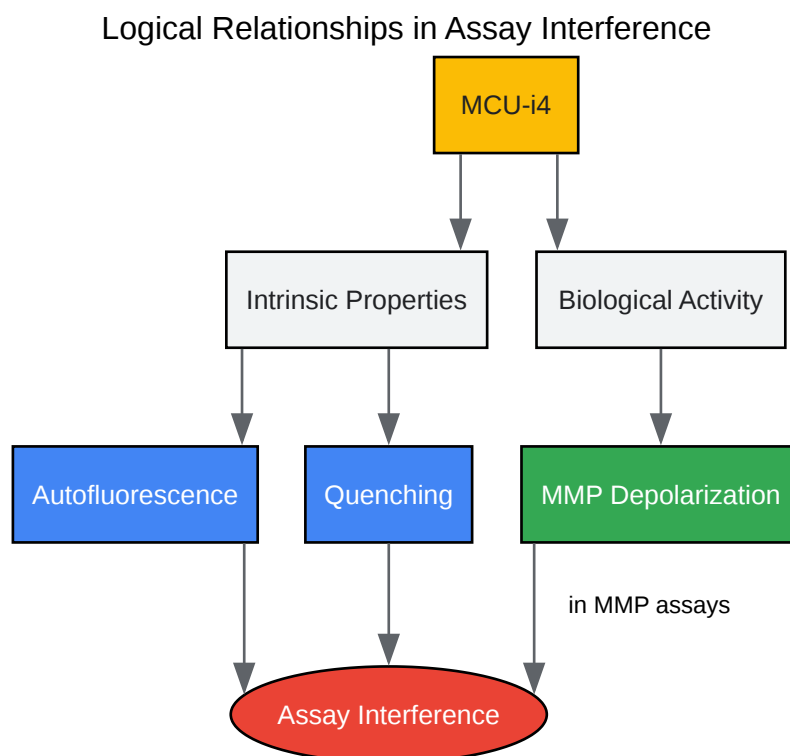 Logical Relationships in Assay Interference
MCU-i4
Intrinsic Properties
Biological Activity
Autofluorescence
Quenching
MMP Depolarization
in MMP assays
Assay Interference